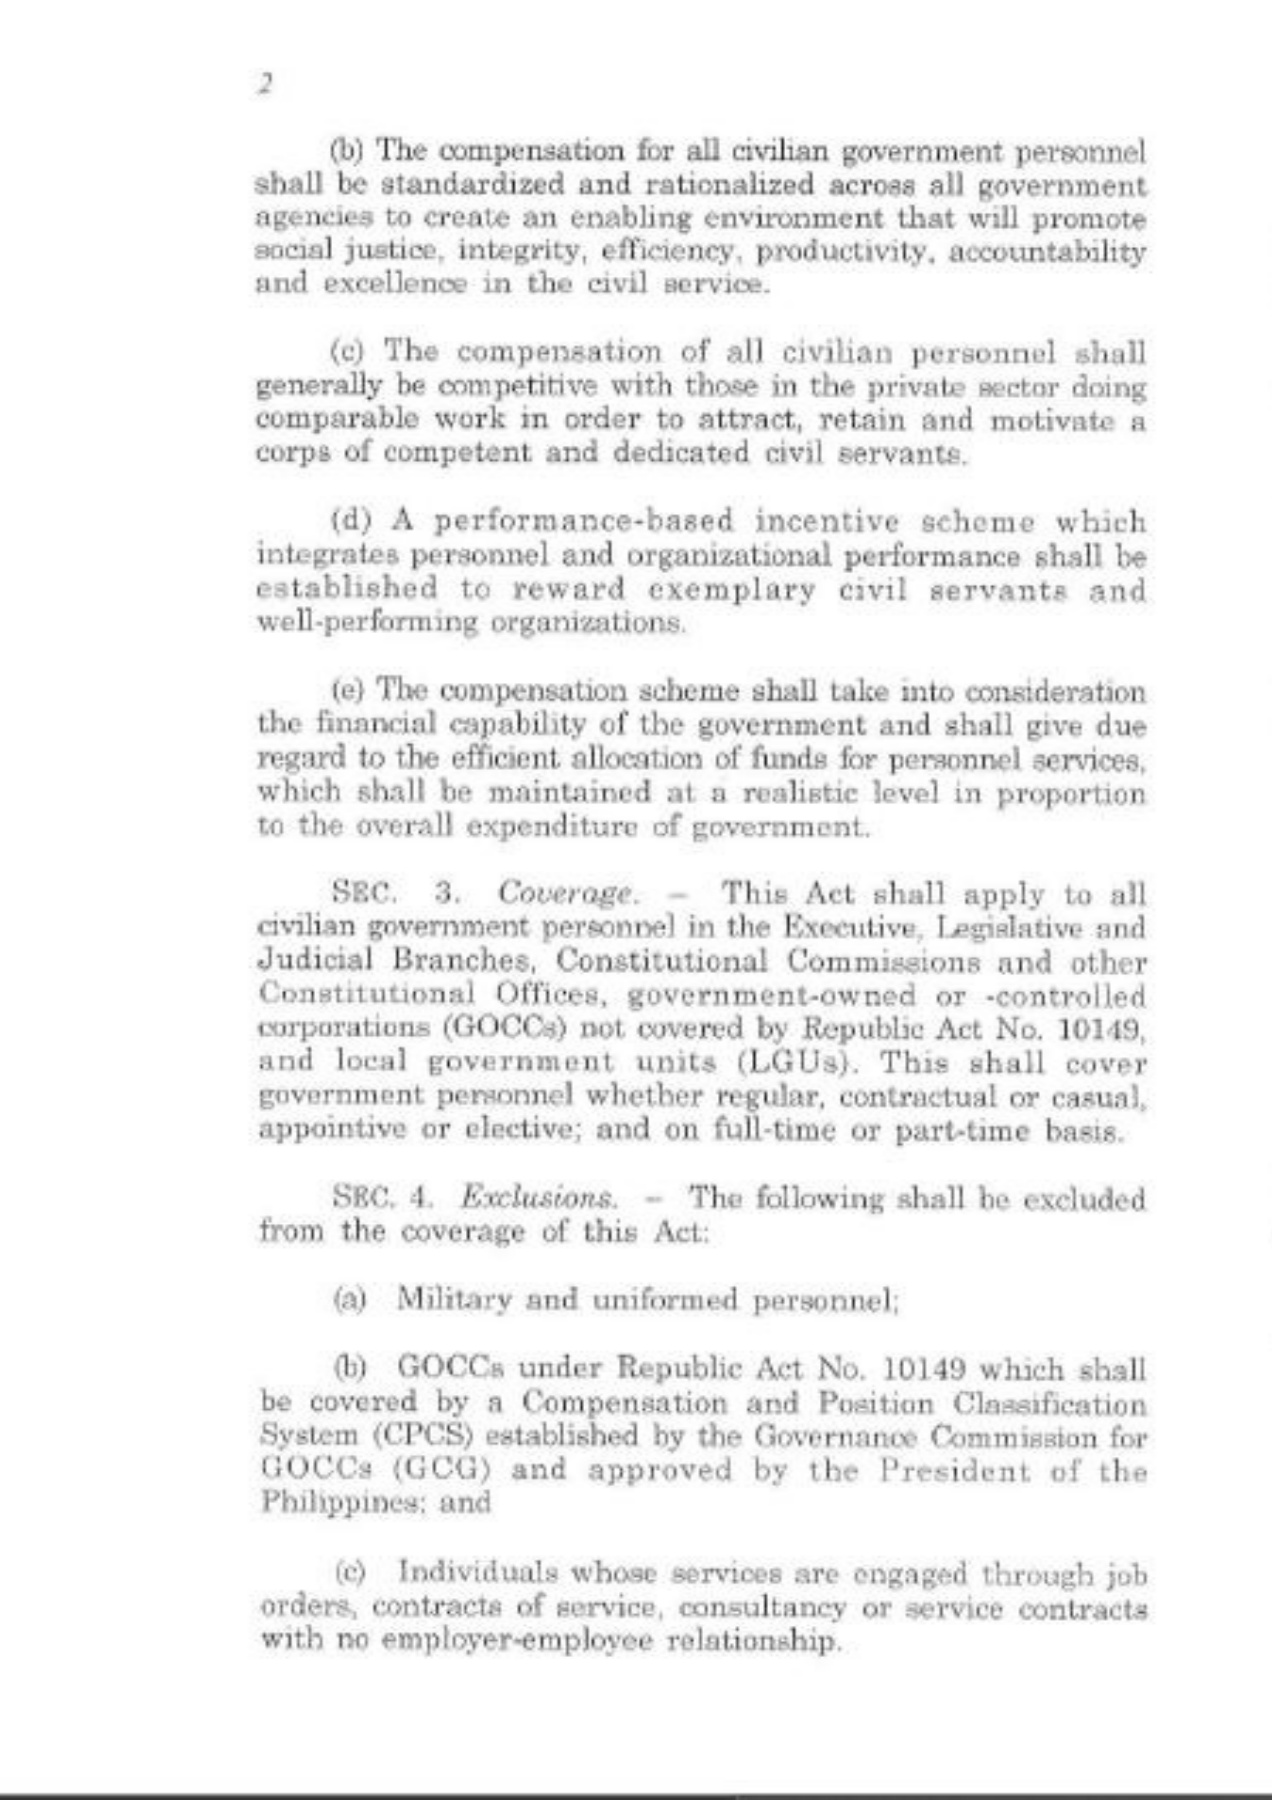 2
(b) The compensation for all civilian government personnel
shall be standardized and rationalized across all government
agencies to create an enabling environment that will promote
social justice, integrity, efficiency, productivity, accountability
and excellence in the civil service.
(c) The compensation of all civilian personnel shall
generally be competitive with those in the private sector doing
comparable work in order to attract, retain and motivate a
corps of competent and dedicated civil servants.
(d) A performance-based incentive scheme which
integrates personnel and organizational performance shall be
established to reward exemplary civil servants and
well-performing organizations.
(e) The compensation scheme shall take into consideration
the financial capability of the government and shall give due
regard to the efficient allocation of funds for personnel services,
which shall be maintained at a realistic level in proportion
to the overall expenditure of government.
SEC. 3. Coverage. – This Act shall apply to all
civilian government personnel in the Executive, Legislative and
Judicial Branches, Constitutional Commissions and other
Constitutional Offices, government-owned or -controlled
corporations (GOCCs) not covered by Republic Act No. 10149,
and local government units (LGUs). This shall cover
government personnel whether regular, contractual or casual,
appointive or elective; and on full-time or part-time basis.
SEC. 4. Exclusions. – The following shall be excluded
from the coverage of this Act:
(a) Military and uniformed personnel;
(b) GOCCs under Republic Act No. 10149 which shall
be covered by a Compensation and Position Classification
System (CPCS) established by the Governance Commission for
GOCCs (GCG) and approved by the President of the
Philippines; and
(c) Individuals whose services are engaged through job
orders, contracts of service, consultancy or service contracts
with no employer-employee relationship.